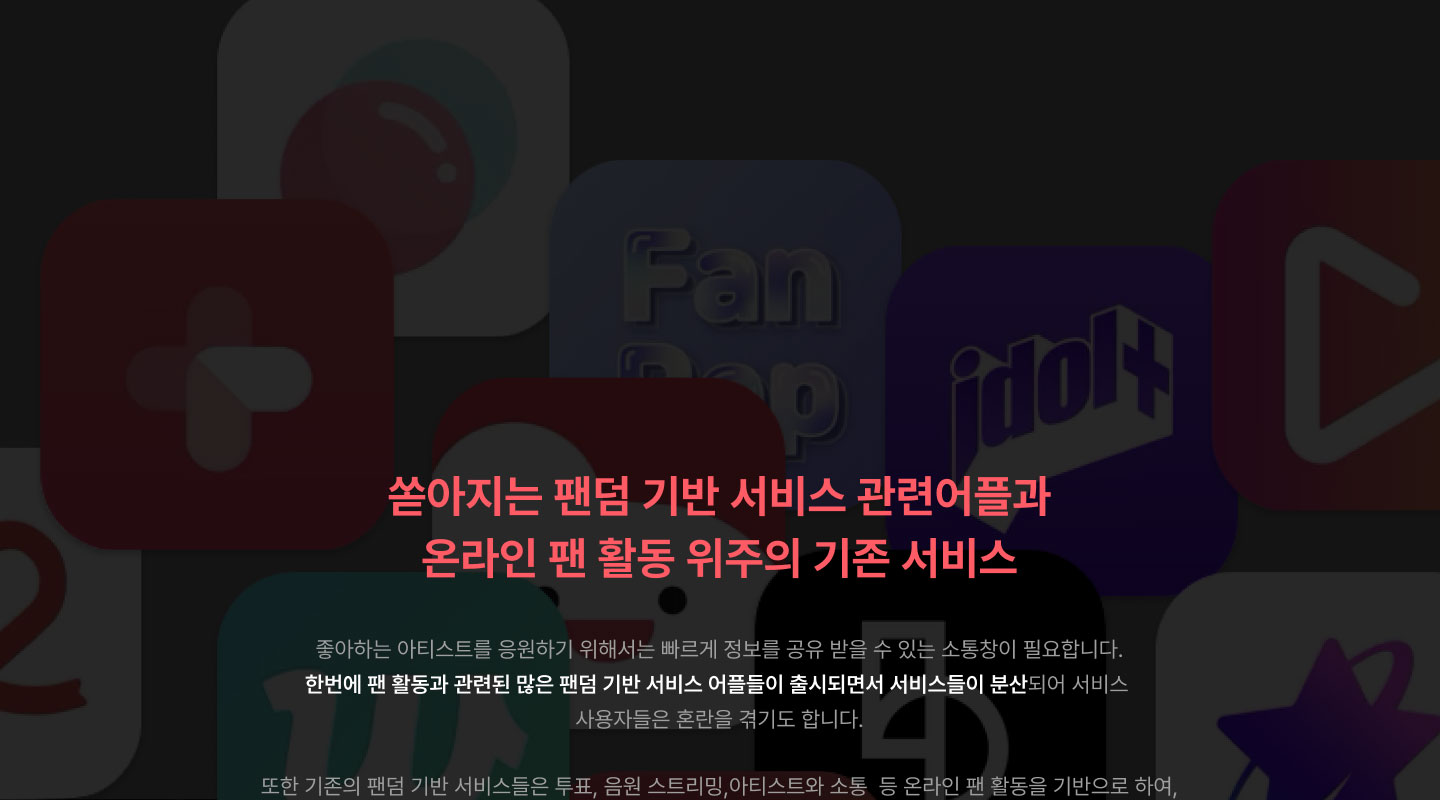 Fan
Pop
idol+
쏟아지는 팬덤 기반 서비스 관련어플과
온라인 팬 활동 위주의 기존 서비스
좋아하는 아티스트를 응원하기 위해서는 빠르게 정보를 공유 받을 수 있는 소통창이 필요합니다.
한번에 팬 활동과 관련된 많은 팬덤 기반 서비스 어플들이 출시되면서 서비스들이 분산되어 서비스
사용자들은 혼란을 겪기도 합니다.
또한 기존의 팬덤 기반 서비스들은 투표, 음원 스트리밍,아티스트와 소통 등 온라인 팬 활동을 기반으로 하여,